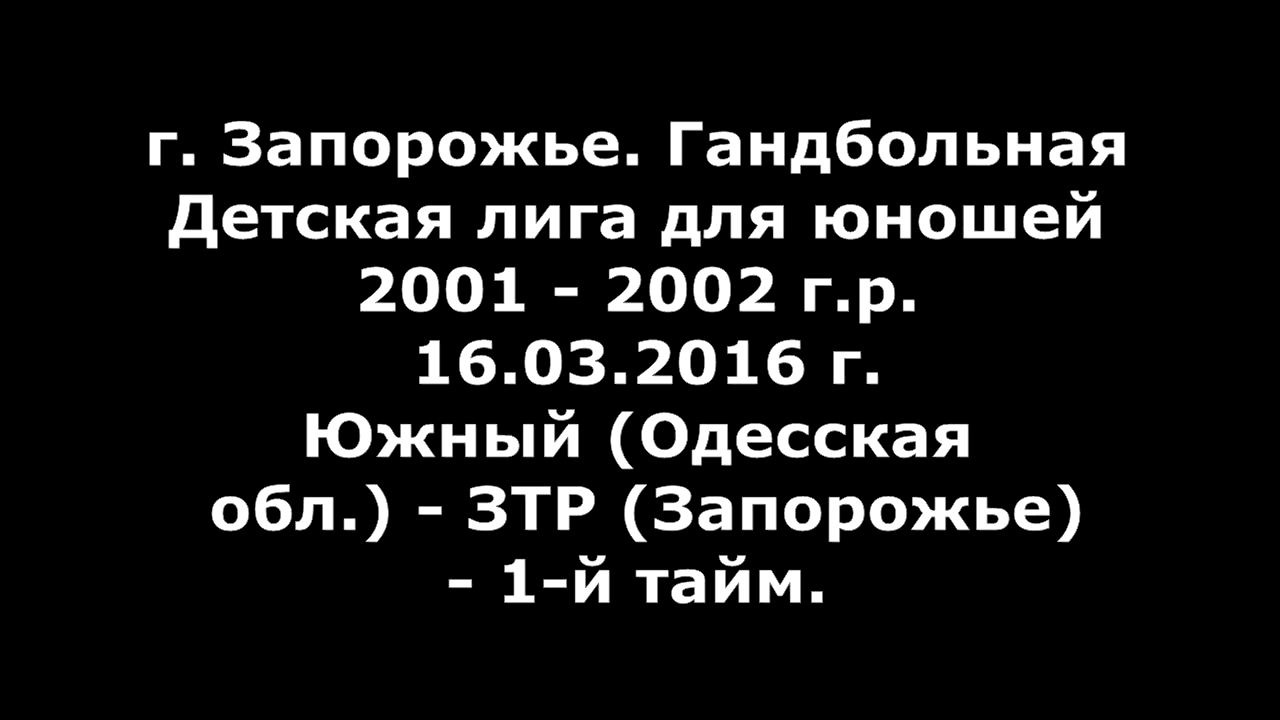 г. Запорожье. Гандбольная
Детская лига для юношей
2001 - 2002 г.р.
16.03.2016 г.
Южный (Одесская
обл.) - ЗТР (Запорожье)
- 1-й тайм.